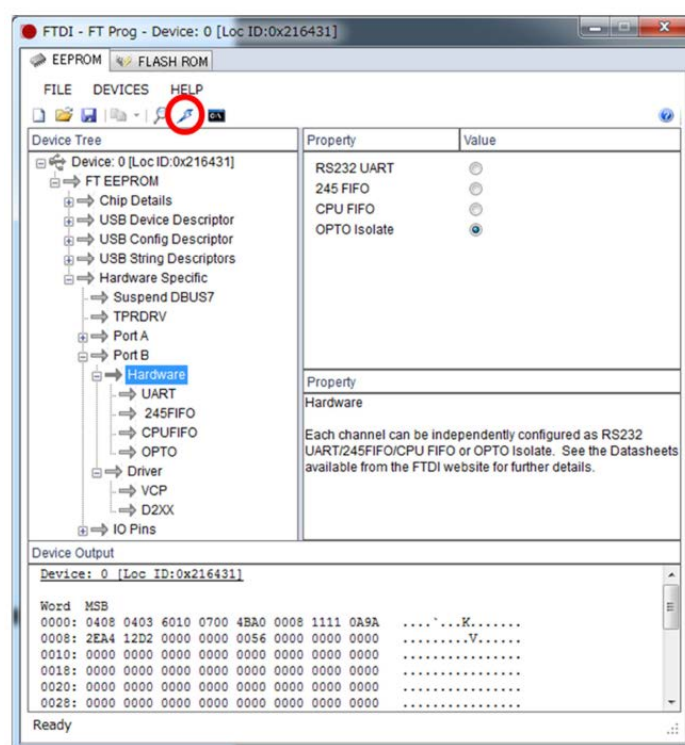 FTDI - FT Prog - Device: 0 [Loc ID:0x216431]
EEPROM FLASH ROM
FILE DEVICES HELP
Device Tree
Device: 0 [Loc ID:0x216431]
FT EEPROM
Chip Details
USB Device Descriptor
USB Config Descriptor
USB String Descriptors
Hardware Specific
Suspend DBUS7
TPRDRV
Port A
Port B
Hardware
UART
245FIFO
CPUFIFO
OPTO
Driver
VCP
D2XX
IO Pins
Property Value
RS232 UART
245 FIFO
CPU FIFO
OPTO Isolate
Property
Hardware
Each channel can be independently configured as RS232
UART/245FIFO/CPU FIFO or OPTO Isolate. See the Datasheets
available from the FTDI website for further details.
Device Output
Device: 0 [Loc ID:0x216431]
Word MSB
0000: 0408 0403 6010 0700 4BA0 0008 1111 0A9A ....`...K.......
0008: 2EA4 12D2 0000 0000 0056 0000 0000 0000 .........V......
0010: 0000 0000 0000 0000 0000 0000 0000 0000 ................
0018: 0000 0000 0000 0000 0000 0000 0000 0000 ................
0020: 0000 0000 0000 0000 0000 0000 0000 0000 ................
0028: 0000 0000 0000 0000 0000 0000 0000 0000 ................
Ready